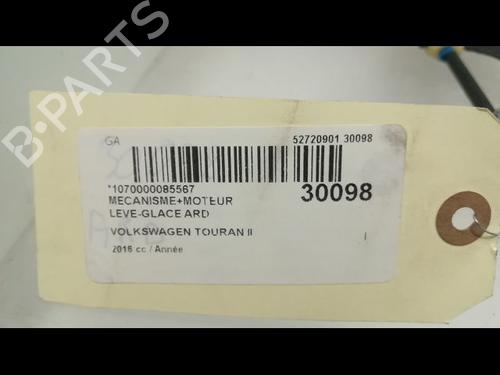 B-PARTS
GA
52720901 30098
*1070000085567
30098
MECANISME+MOTEUR
LEVE-GLACE ARD
VOLKSWAGEN TOURAN II
2016 cc / Année